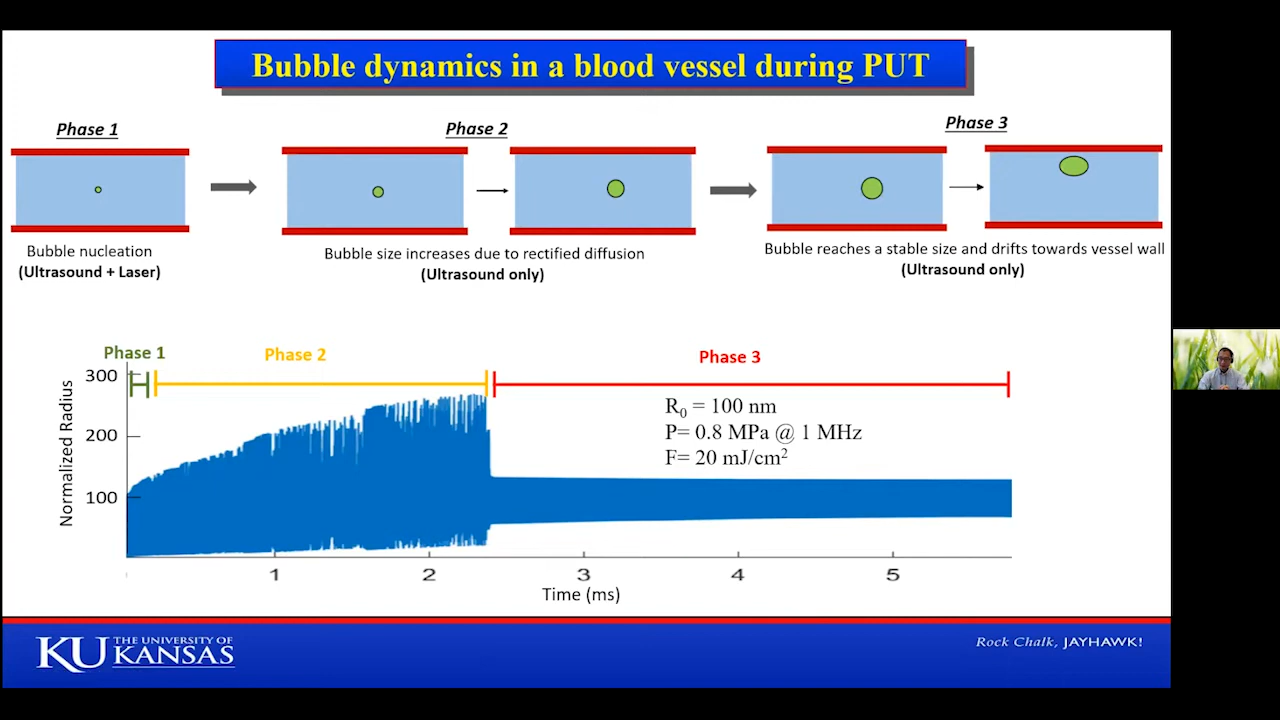 Bubble dynamics in a blood vessel during PUT
Phase 1
Phase 2
Phase 3
Bubble nucleation
(Ultrasound + Laser)
Bubble size increases due to rectified diffusion
(Ultrasound only)
Bubble reaches a stable size and drifts towards vessel wall
(Ultrasound only)
Phase 1
Phase 2
Phase 3
Normalized Radius
300
200
100
R0 = 100 nm
P= 0.8 MPa @ 1 MHz
F= 20 mJ/cm²
1
2
3
4
5
Time (ms)
KU THE UNIVERSITY OF
KANSAS
Rock Chalk, JAYHAWK!